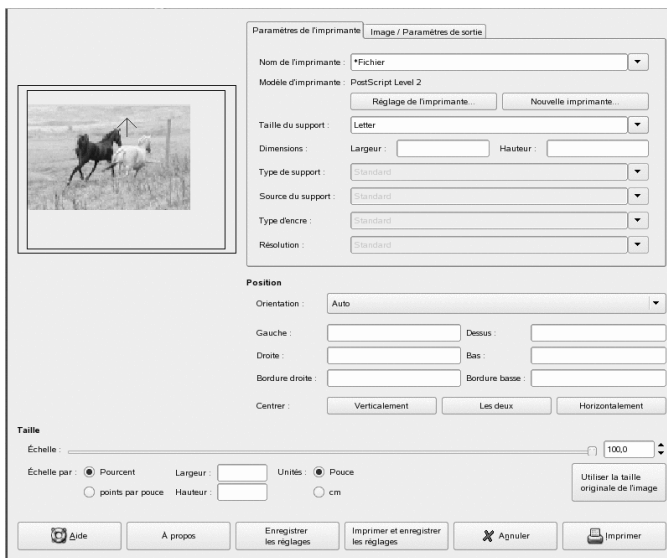 Paramètres de l'imprimante Image / Paramètres de sortie
Nom de l'imprimante : *Fichier
Modèle d'imprimante : PostScript Level 2
Réglage de l'imprimante... Nouvelle imprimante...
Taille du support : Letter
Dimensions : Largeur : Hauteur :
Type de support : Standard
Source du support : Standard
Type d'encre : Standard
Résolution : Standard
Position
Orientation : Auto
Gauche : Dessus :
Droite : Bas :
Bordure droite : Bordure basse :
Centrer : Verticalement Les deux Horizontalement
Taille
Échelle : 100,0
Échelle par : Pourcent Largeur : Unités : Pouce
points par pouce Hauteur : cm
Utiliser la taille
originale de l'image
Aide À propos Enregistrer
les réglages Imprimer et enregistrer
les réglages Annuler Imprimer